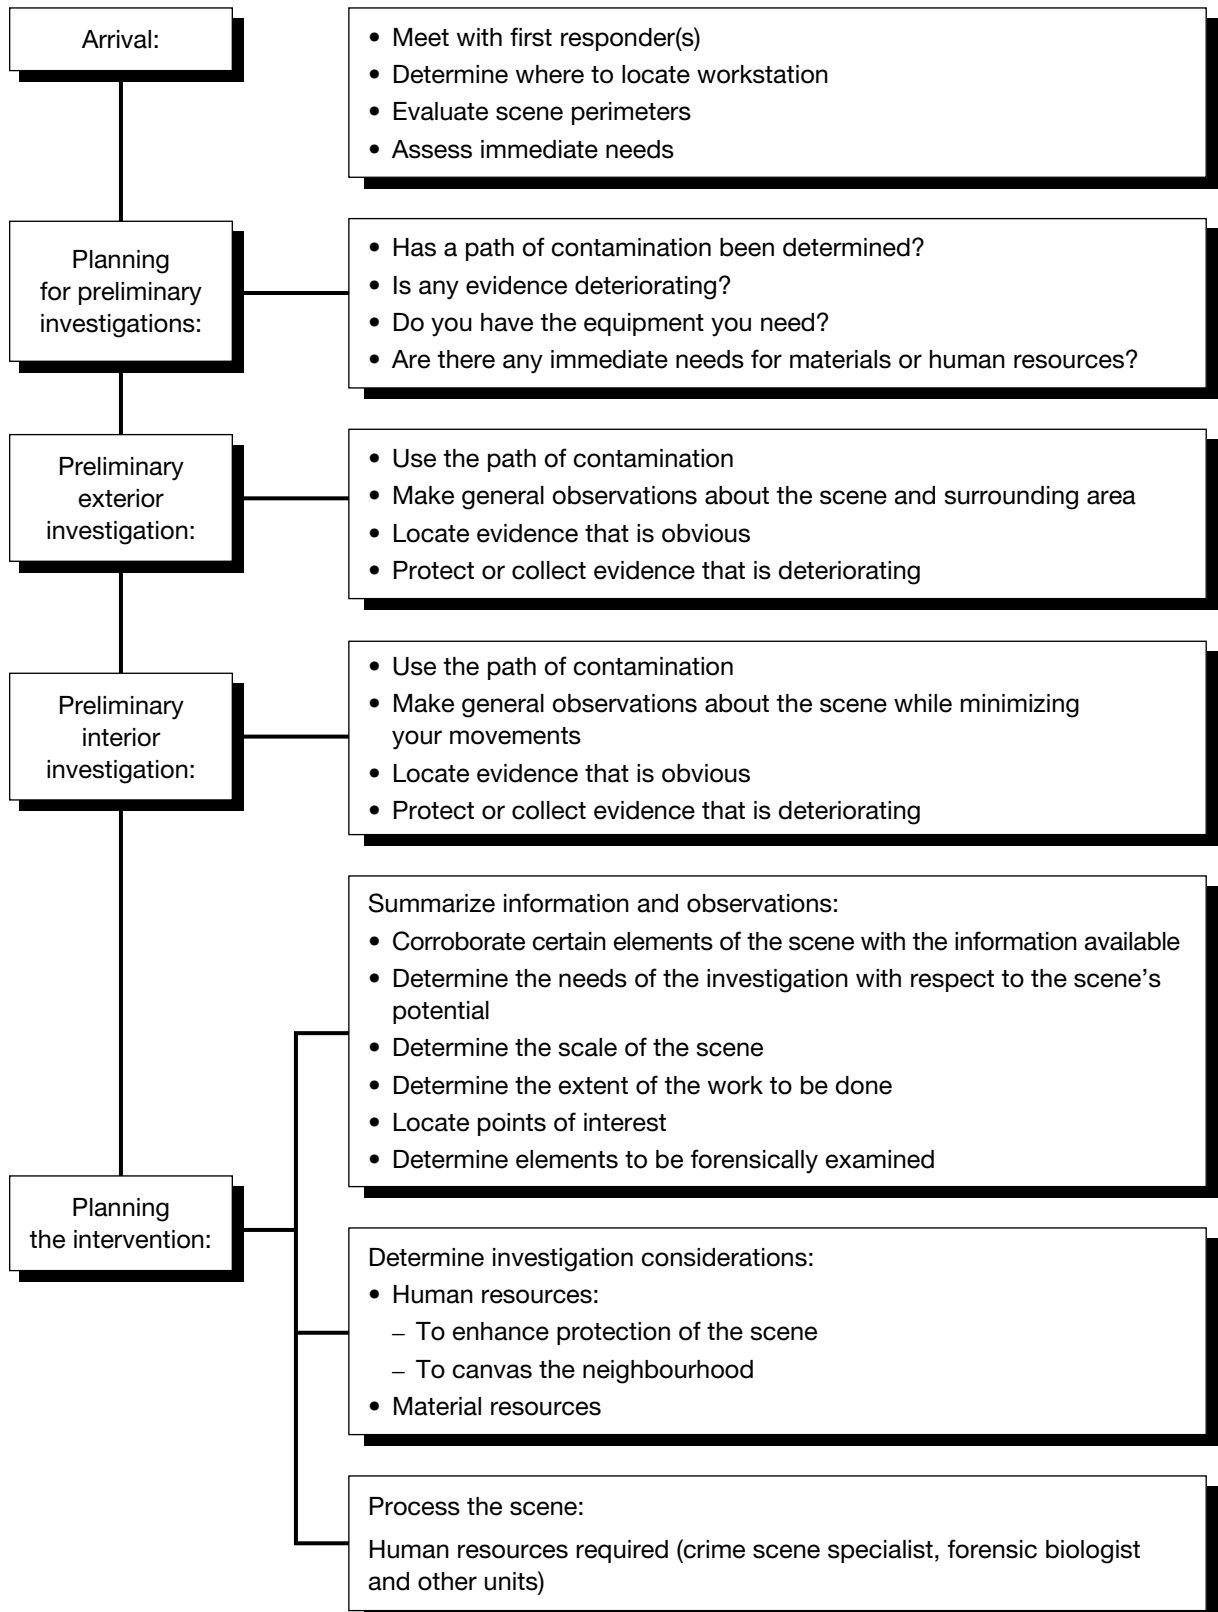 Arrival:
• Meet with first responder(s)
• Determine where to locate workstation
• Evaluate scene perimeters
• Assess immediate needs
Planning
for preliminary
investigations:
• Has a path of contamination been determined?
• Is any evidence deteriorating?
• Do you have the equipment you need?
• Are there any immediate needs for materials or human resources?
Preliminary
exterior
investigation:
• Use the path of contamination
• Make general observations about the scene and surrounding area
• Locate evidence that is obvious
• Protect or collect evidence that is deteriorating
Preliminary
interior
investigation:
• Use the path of contamination
• Make general observations about the scene while minimizing
your movements
• Locate evidence that is obvious
• Protect or collect evidence that is deteriorating
Planning
the intervention:
Summarize information and observations:
• Corroborate certain elements of the scene with the information available
• Determine the needs of the investigation with respect to the scene’s
potential
• Determine the scale of the scene
• Determine the extent of the work to be done
• Locate points of interest
• Determine elements to be forensically examined
Determine investigation considerations:
• Human resources:
– To enhance protection of the scene
– To canvas the neighbourhood
• Material resources
Process the scene:
Human resources required (crime scene specialist, forensic biologist
and other units)